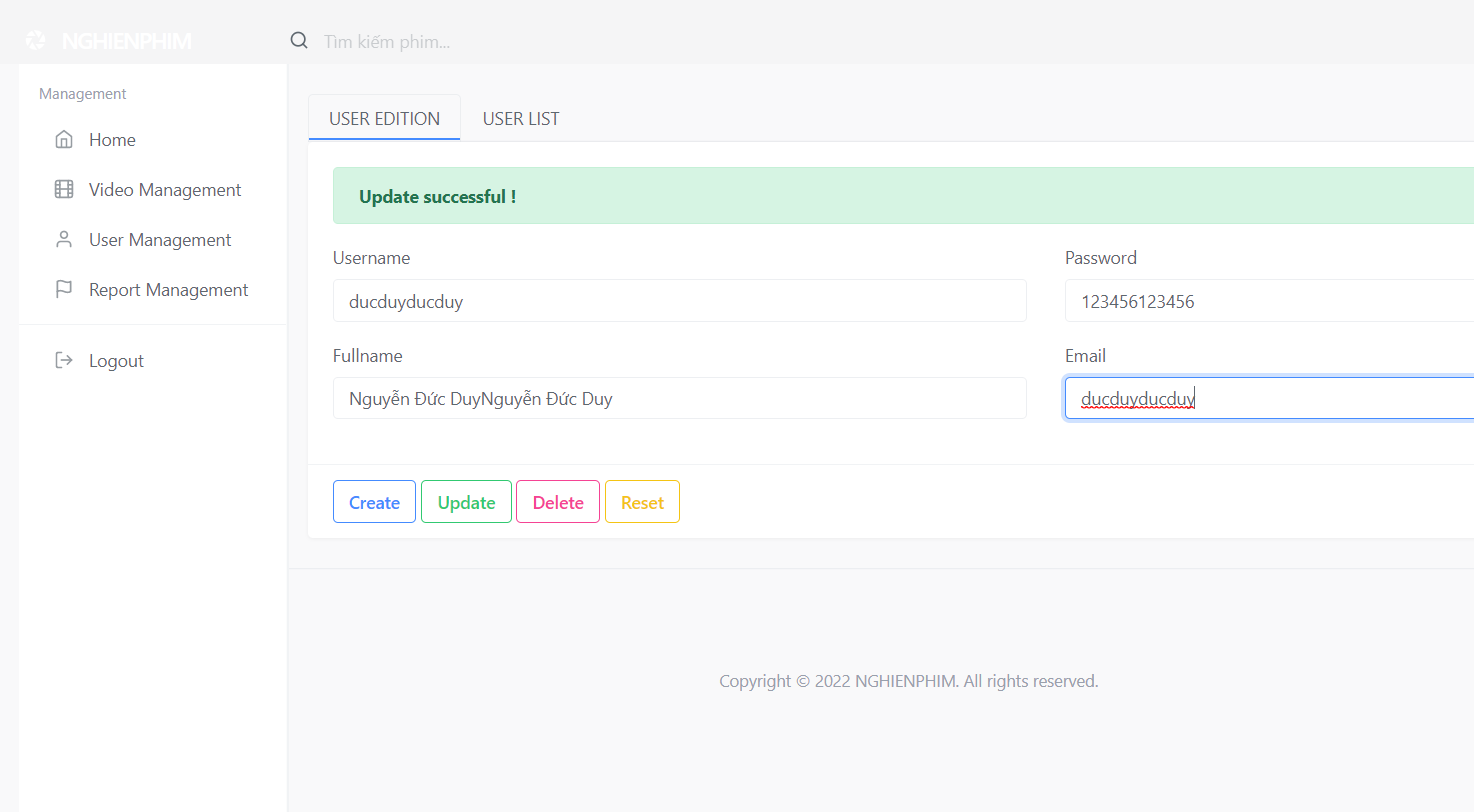 NGHIENPHIM
Tìm kiếm phim...
Management
Home
Video Management
User Management
Report Management
Logout
USER EDITION
USER LIST
Update successful !
Username
Password
ducduyducduy
123456123456
Fullname
Email
Nguyễn Đức DuyNguyễn Đức Duy
ducduyducduy
Create
Update
Delete
Reset
Copyright © 2022 NGHIENPHIM. All rights reserved.